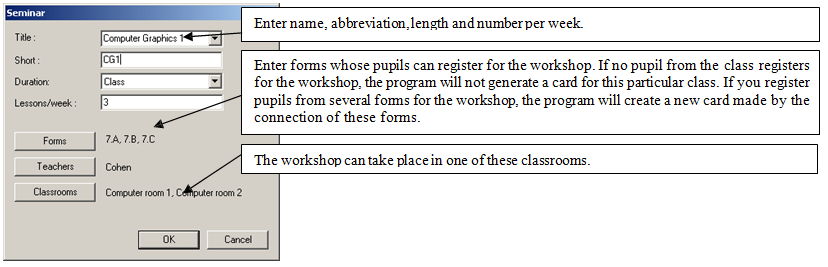 Seminar
Title :
Computer Graphics 1
Short :
CG1
Duration:
Class
Lessons/week :
3
Forms
7.A, 7.B, 7.C
Teachers
Cohen
Classrooms
Computer room 1, Computer room 2
OK
Cancel
Enter name, abbreviation, length and number per week.
Enter forms whose pupils can register for the workshop. If no pupil from the class registers
for the workshop, the program will not generate a card for this particular class. If you register
pupils from several forms for the workshop, the program will create a new card made by the
connection of these forms.
The workshop can take place in one of these classrooms.